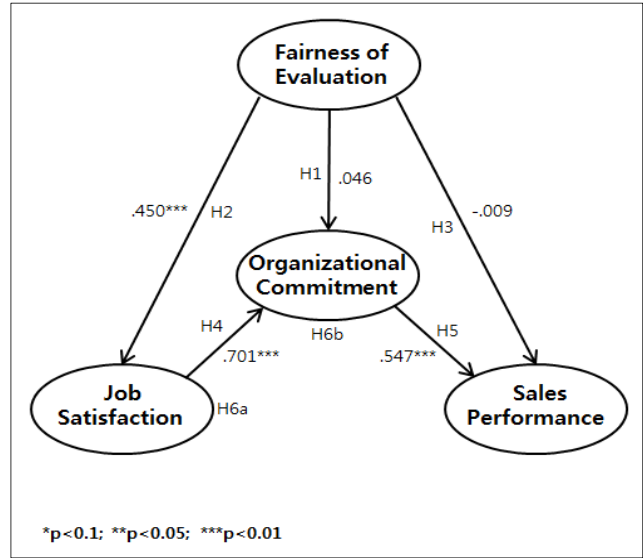 Fairness of
Evaluation
H1
.046
.450***
H2
-.009
H3
Organizational
Commitment
H4
.701***
H6b
H5
.547***
Job
Satisfaction
H6a
Sales
Performance
*p<0.1; **p<0.05; ***p<0.01